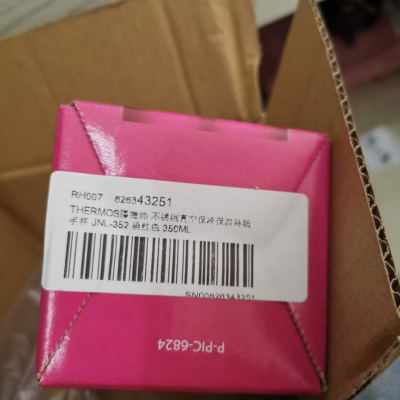 RH007 826343251
THERMOS膳魔师 不锈钢真空保冷保温杯随
手杯 JNL-352 桃红色 350ML
SN00826343251
P-PIC-6824